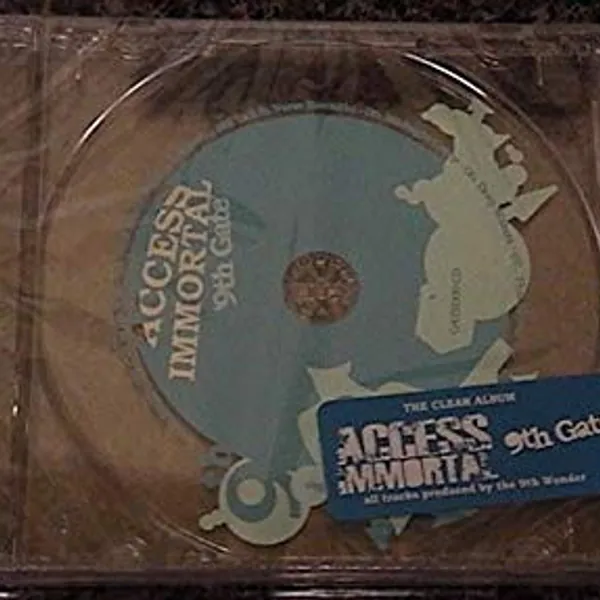 ACCESS
IMMORTAL
9th Gate
THE CLEAN ALBUM
ACCESS
IMMORTAL
9th Gat
all tracks produced by the 9th Wonder